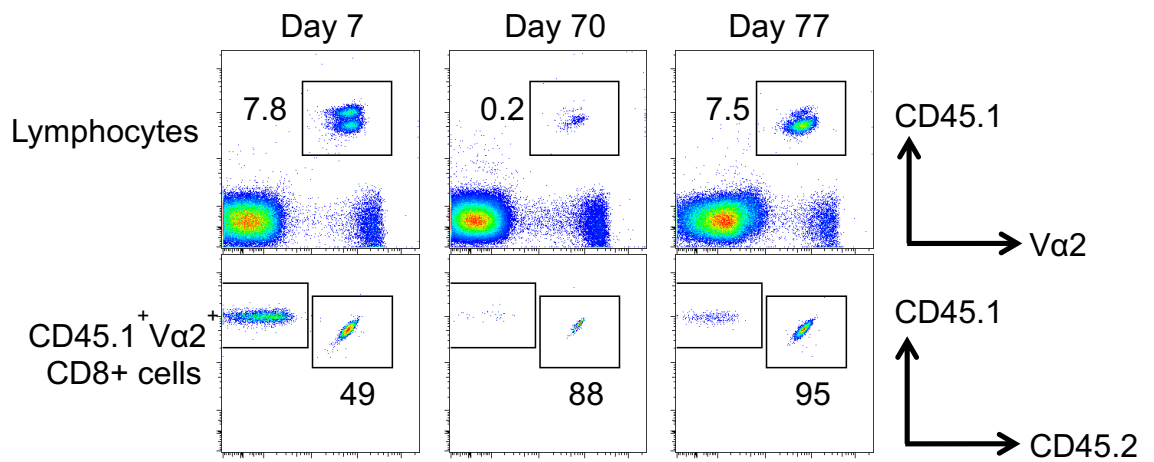 Day 7 Day 70 Day 77
7.8 0.2 7.5 CD45.1
Lymphocytes
Vα2
CD45.1
CD45.1⁺Vα2⁺
CD8+ cells
49 88 95
CD45.2